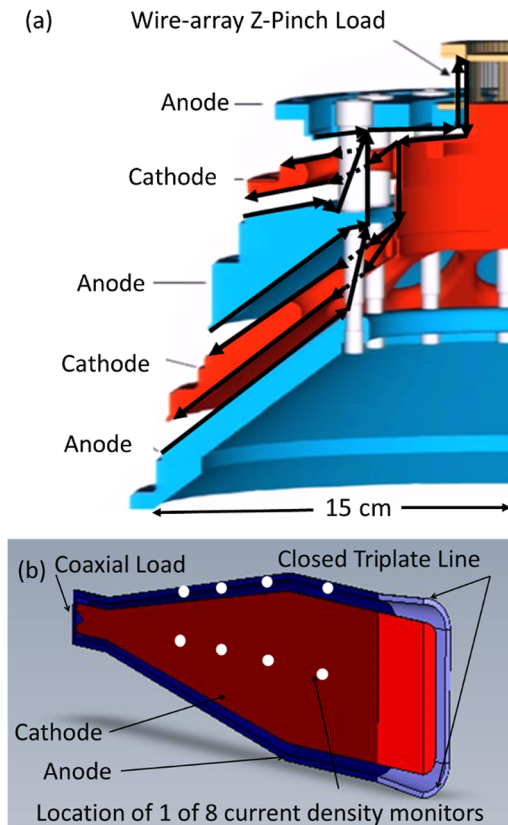 (a)
Wire-array Z-Pinch Load
Anode
Cathode
Anode
Cathode
Anode
15 cm
(b)
Coaxial Load
Closed Triplate Line
Cathode
Anode
Location of 1 of 8 current density monitors